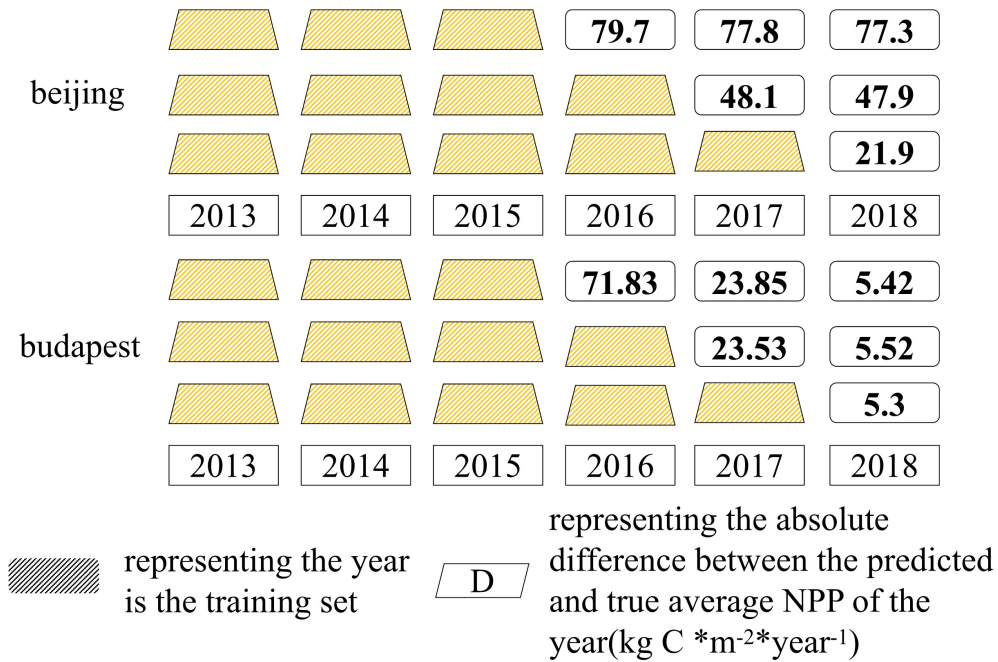 79.7 77.8 77.3
beijing
48.1 47.9
21.9
2013 2014 2015 2016 2017 2018
71.83 23.85 5.42
budapest
23.53 5.52
5.3
2013 2014 2015 2016 2017 2018
representing the year
is the training set
D
representing the absolute
difference between the predicted
and true average NPP of the
year(kg C *m-2*year-1)